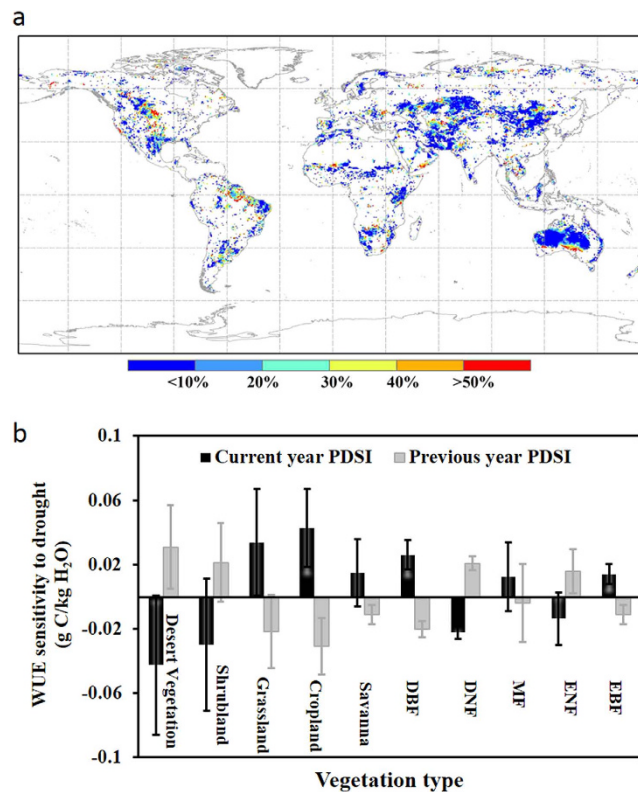 a
<10% 20% 30% 40% >50%
b
0.1
0.06
0.02
-0.02
-0.06
-0.1
WUE sensitivity to drought
(g C/kg H₂O)
Current year PDSI Previous year PDSI
Desert Vegetation
Shrubland
Grassland
Cropland
Savanna
DBF
DNF
MF
ENF
EBF
Vegetation type